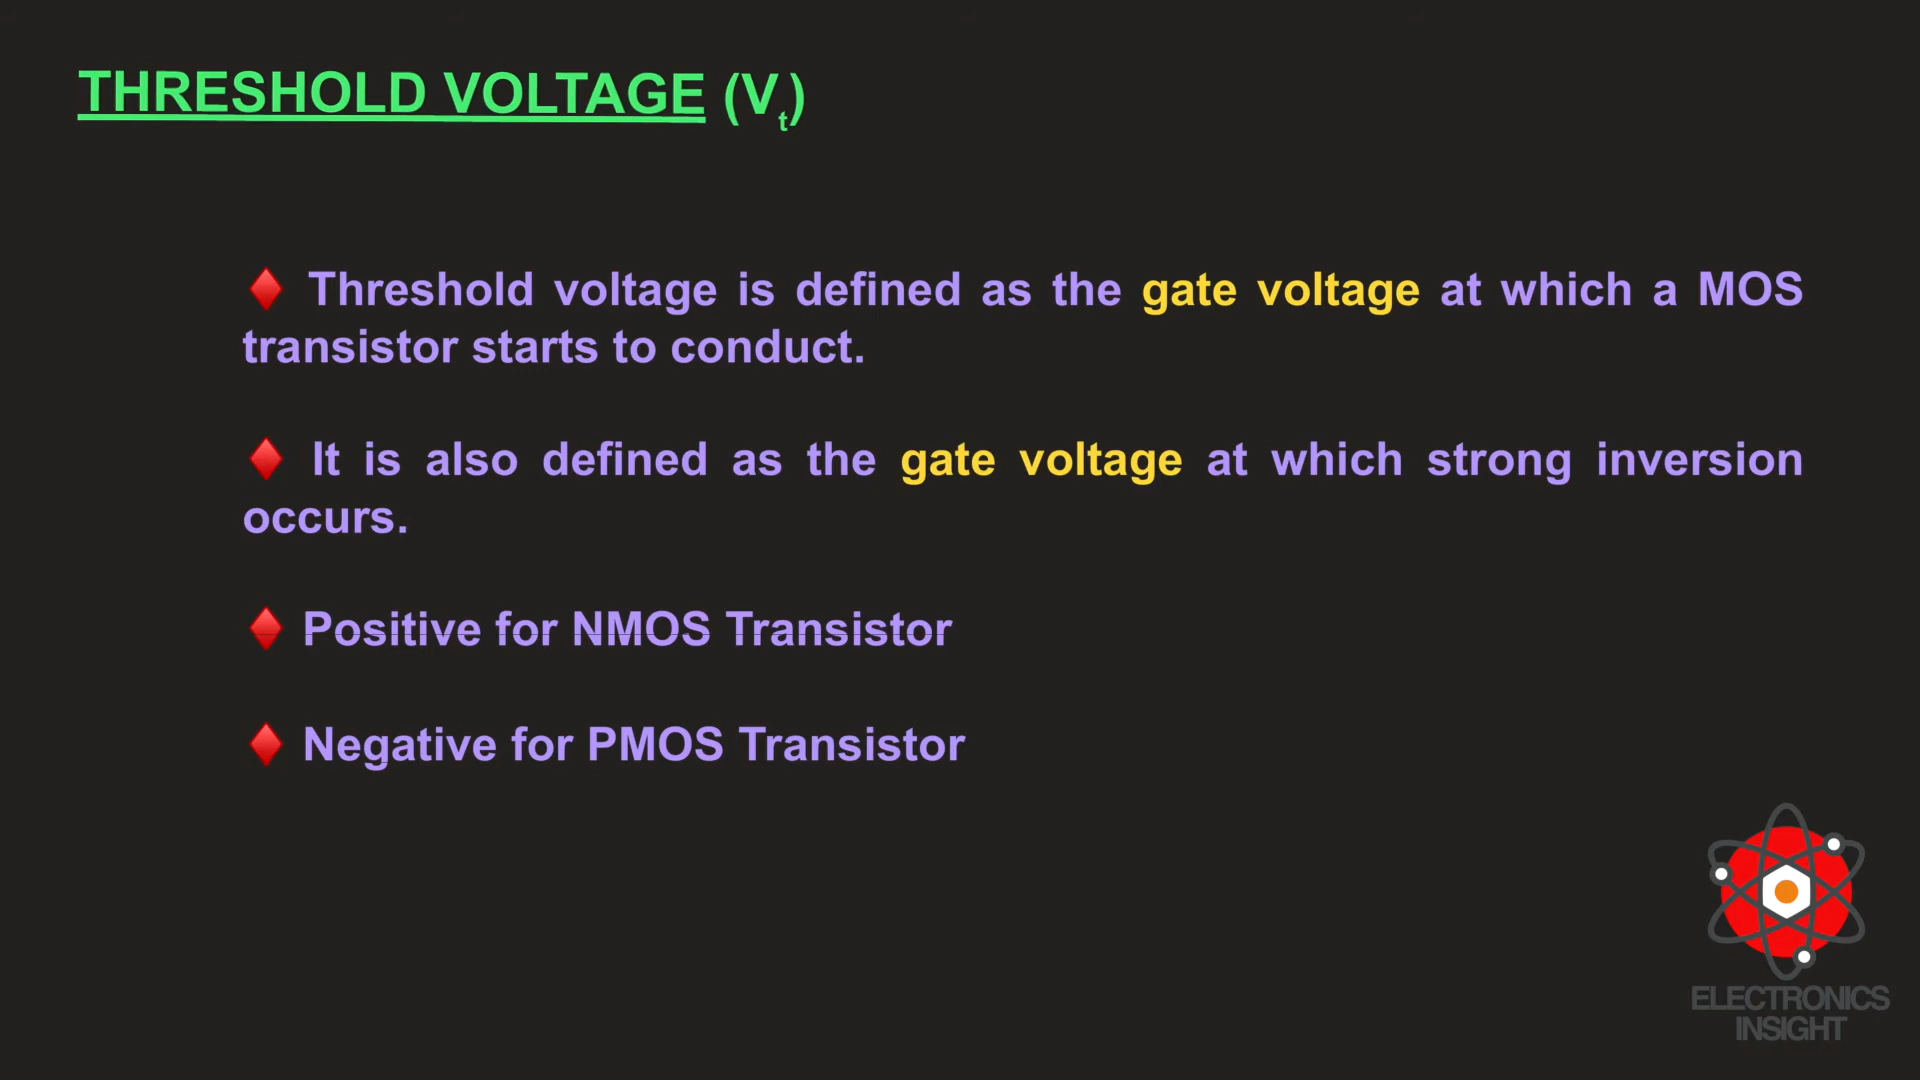 THRESHOLD VOLTAGE (Vt)
♦ Threshold voltage is defined as the gate voltage at which a MOS
transistor starts to conduct.
♦ It is also defined as the gate voltage at which strong inversion
occurs.
♦ Positive for NMOS Transistor
♦ Negative for PMOS Transistor
ELECTRONICS
INSIGHT